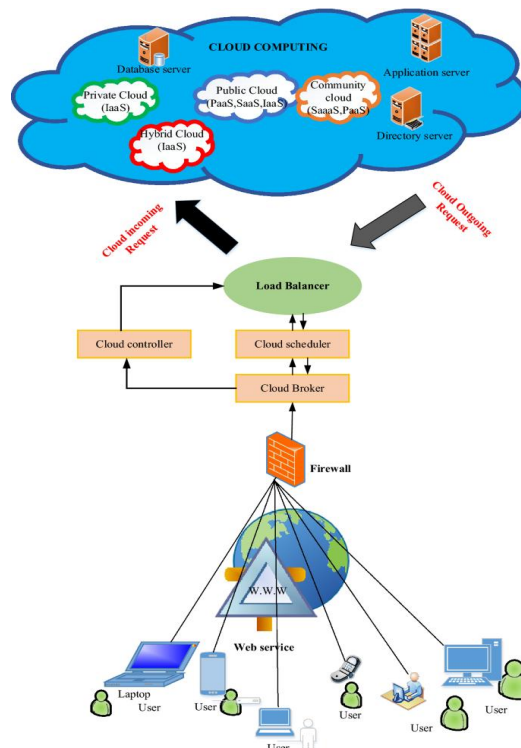 CLOUD COMPUTING
Database server
Application server
Private Cloud
(IaaS)
Public Cloud
(PaaS,SaaS,IaaS)
Community
cloud
(SaaaS,PaaS)
Directory server
Hybrid Cloud
(IaaS)
Cloud incoming
Request
Cloud Outgoing
Request
Load Balancer
Cloud controller
Cloud scheduler
Cloud Broker
Firewall
W.W.W
Web service
Laptop
User
User
User
User
User
User